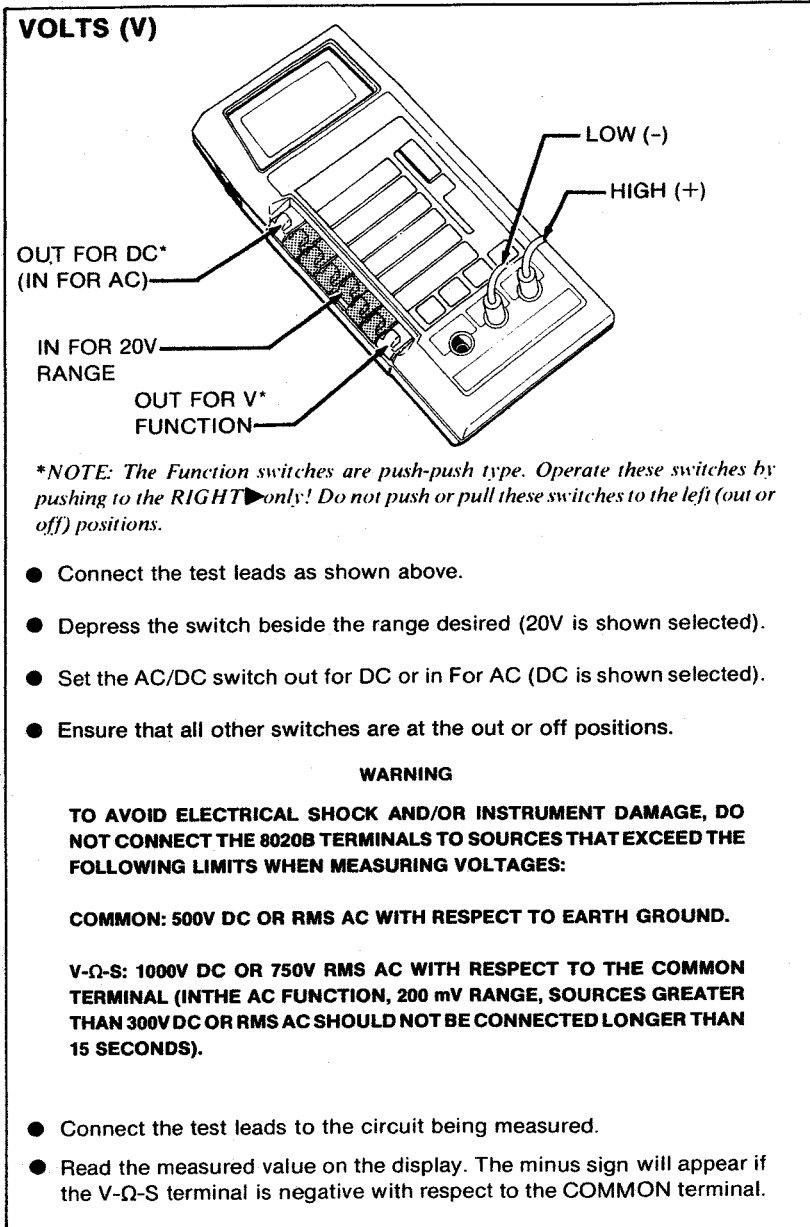 VOLTS (V)
LOW (-)
HIGH (+)
OUT FOR DC*
(IN FOR AC)
IN FOR 20V
RANGE
OUT FOR V*
FUNCTION
*NOTE: The Function switches are push-push type. Operate these switches by
pushing to the RIGHT▶only! Do not push or pull these switches to the left (out or
off) positions.
● Connect the test leads as shown above.
● Depress the switch beside the range desired (20V is shown selected).
● Set the AC/DC switch out for DC or in For AC (DC is shown selected).
● Ensure that all other switches are at the out or off positions.
WARNING
TO AVOID ELECTRICAL SHOCK AND/OR INSTRUMENT DAMAGE, DO
NOT CONNECT THE 8020B TERMINALS TO SOURCES THAT EXCEED THE
FOLLOWING LIMITS WHEN MEASURING VOLTAGES:
COMMON: 500V DC OR RMS AC WITH RESPECT TO EARTH GROUND.
V-Ω-S: 1000V DC OR 750V RMS AC WITH RESPECT TO THE COMMON
TERMINAL (INTHE AC FUNCTION, 200 mV RANGE, SOURCES GREATER
THAN 300V DC OR RMS AC SHOULD NOT BE CONNECTED LONGER THAN
15 SECONDS).
● Connect the test leads to the circuit being measured.
● Read the measured value on the display. The minus sign will appear if
the V-Ω-S terminal is negative with respect to the COMMON terminal.